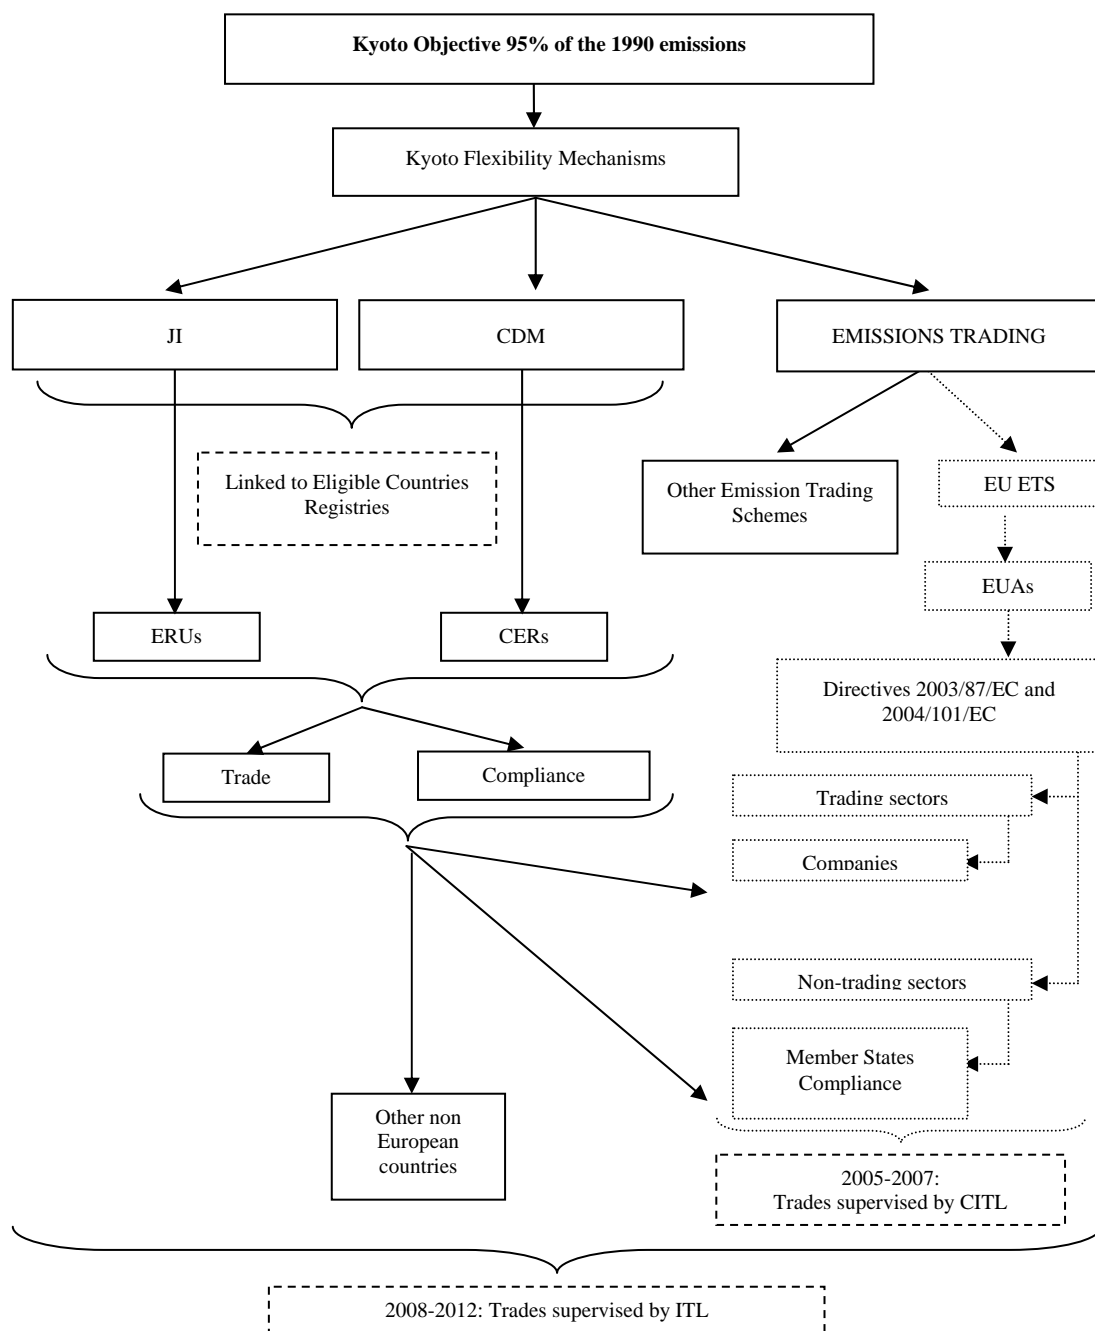 Kyoto Objective 95% of the 1990 emissions
Kyoto Flexibility Mechanisms
JI
CDM
EMISSIONS TRADING
Linked to Eligible Countries
Registries
Other Emission Trading
Schemes
EU ETS
EUAs
ERUs
CERs
Directives 2003/87/EC and
2004/101/EC
Trade
Compliance
Trading sectors
Companies
Non-trading sectors
Member States
Compliance
Other non
European
countries
2005-2007:
Trades supervised by CITL
2008-2012: Trades supervised by ITL